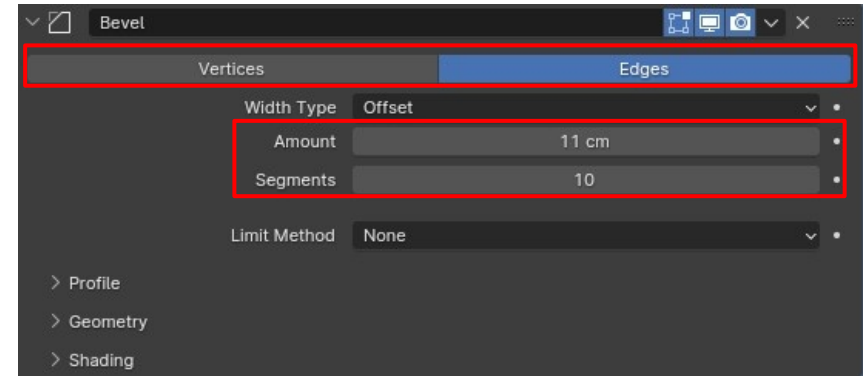 Bevel
Vertices Edges
Width Type Offset
Amount 11 cm
Segments 10
Limit Method None
Profile
Geometry
Shading